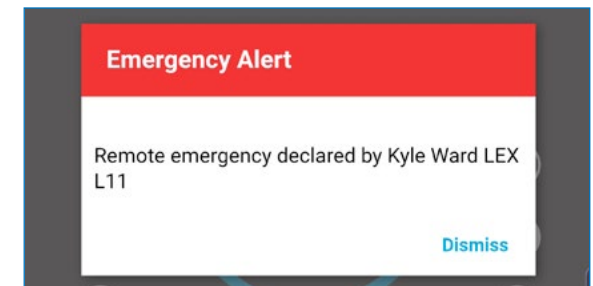 Emergency Alert
Remote emergency declared by Kyle Ward LEX
L11
Dismiss